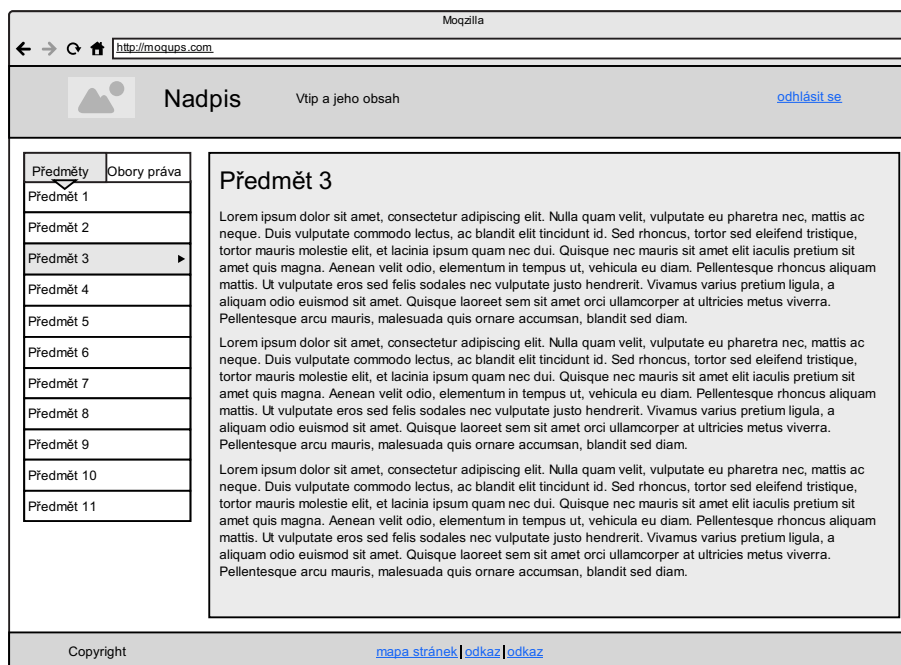 Moqzilla
http://moqups.com
Nadpis
Vtip a jeho obsah
odhlásit se
Předměty
Obory práva
Předmět 1
Předmět 2
Předmět 3
Předmět 4
Předmět 5
Předmět 6
Předmět 7
Předmět 8
Předmět 9
Předmět 10
Předmět 11
Předmět 3
Lorem ipsum dolor sit amet, consectetur adipiscing elit. Nulla quam velit, vulputate eu pharetra nec, mattis ac
neque. Duis vulputate commodo lectus, ac blandit elit tincidunt id. Sed rhoncus, tortor sed eleifend tristique,
tortor mauris molestie elit, et lacinia ipsum quam nec dui. Quisque nec mauris sit amet elit iaculis pretium sit
amet quis magna. Aenean velit odio, elementum in tempus ut, vehicula eu diam. Pellentesque rhoncus aliquam
mattis. Ut vulputate eros sed felis sodales nec vulputate justo hendrerit. Vivamus varius pretium ligula, a
aliquam odio euismod sit amet. Quisque laoreet sem sit amet orci ullamcorper at ultricies metus viverra.
Pellentesque arcu mauris, malesuada quis ornare accumsan, blandit sed diam.
Lorem ipsum dolor sit amet, consectetur adipiscing elit. Nulla quam velit, vulputate eu pharetra nec, mattis ac
neque. Duis vulputate commodo lectus, ac blandit elit tincidunt id. Sed rhoncus, tortor sed eleifend tristique,
tortor mauris molestie elit, et lacinia ipsum quam nec dui. Quisque nec mauris sit amet elit iaculis pretium sit
amet quis magna. Aenean velit odio, elementum in tempus ut, vehicula eu diam. Pellentesque rhoncus aliquam
mattis. Ut vulputate eros sed felis sodales nec vulputate justo hendrerit. Vivamus varius pretium ligula, a
aliquam odio euismod sit amet. Quisque laoreet sem sit amet orci ullamcorper at ultricies metus viverra.
Pellentesque arcu mauris, malesuada quis ornare accumsan, blandit sed diam.
Lorem ipsum dolor sit amet, consectetur adipiscing elit. Nulla quam velit, vulputate eu pharetra nec, mattis ac
neque. Duis vulputate commodo lectus, ac blandit elit tincidunt id. Sed rhoncus, tortor sed eleifend tristique,
tortor mauris molestie elit, et lacinia ipsum quam nec dui. Quisque nec mauris sit amet elit iaculis pretium sit
amet quis magna. Aenean velit odio, elementum in tempus ut, vehicula eu diam. Pellentesque rhoncus aliquam
mattis. Ut vulputate eros sed felis sodales nec vulputate justo hendrerit. Vivamus varius pretium ligula, a
aliquam odio euismod sit amet. Quisque laoreet sem sit amet orci ullamcorper at ultricies metus viverra.
Pellentesque arcu mauris, malesuada quis ornare accumsan, blandit sed diam.
Copyright
mapa stránek odkaz odkaz